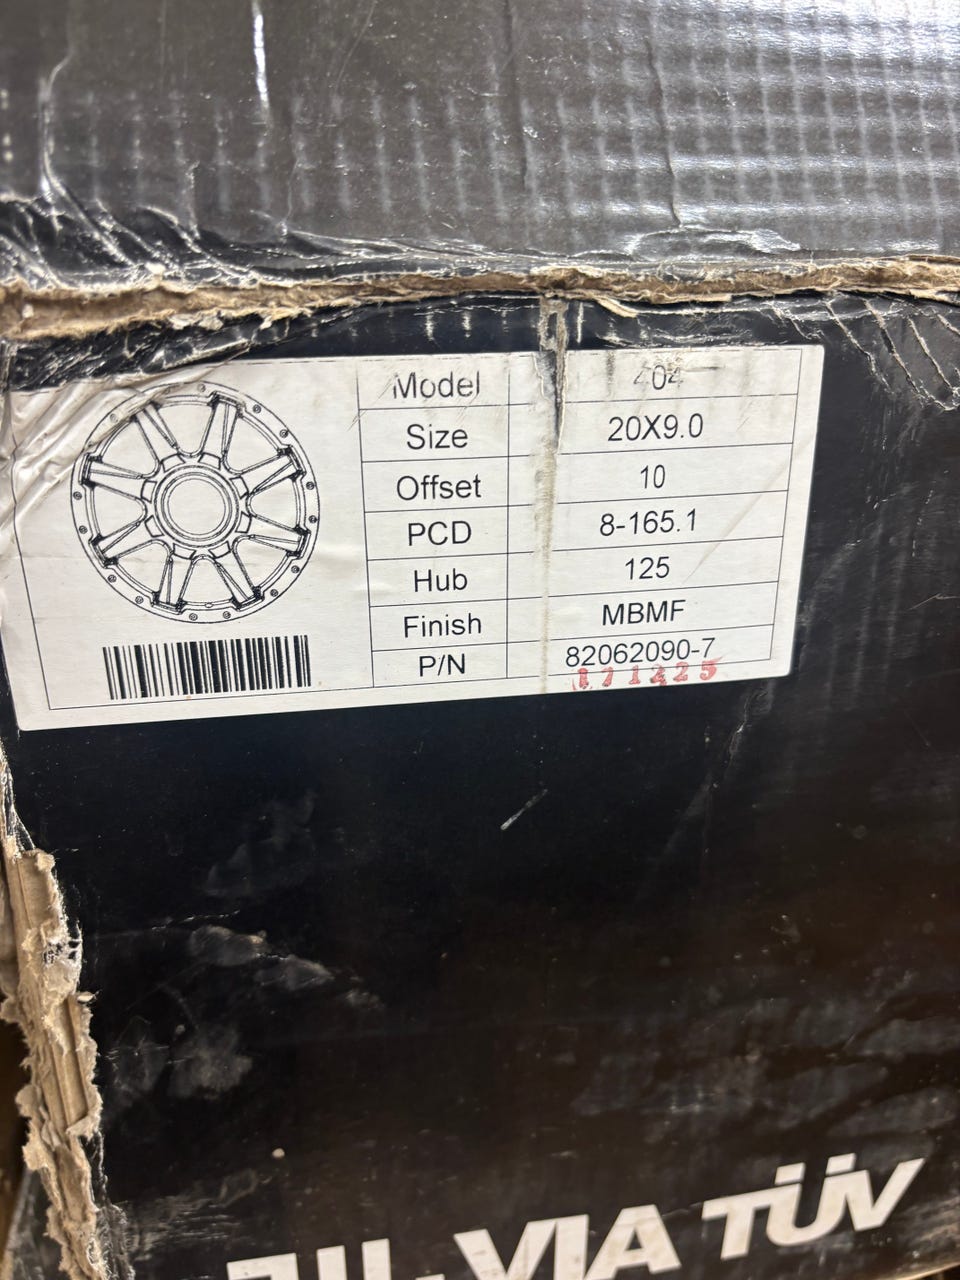 Model 404
Size 20X9.0
Offset 10
PCD 8-165.1
Hub 125
Finish MBMF
P/N 82062090-7
171225
VIA TÜV